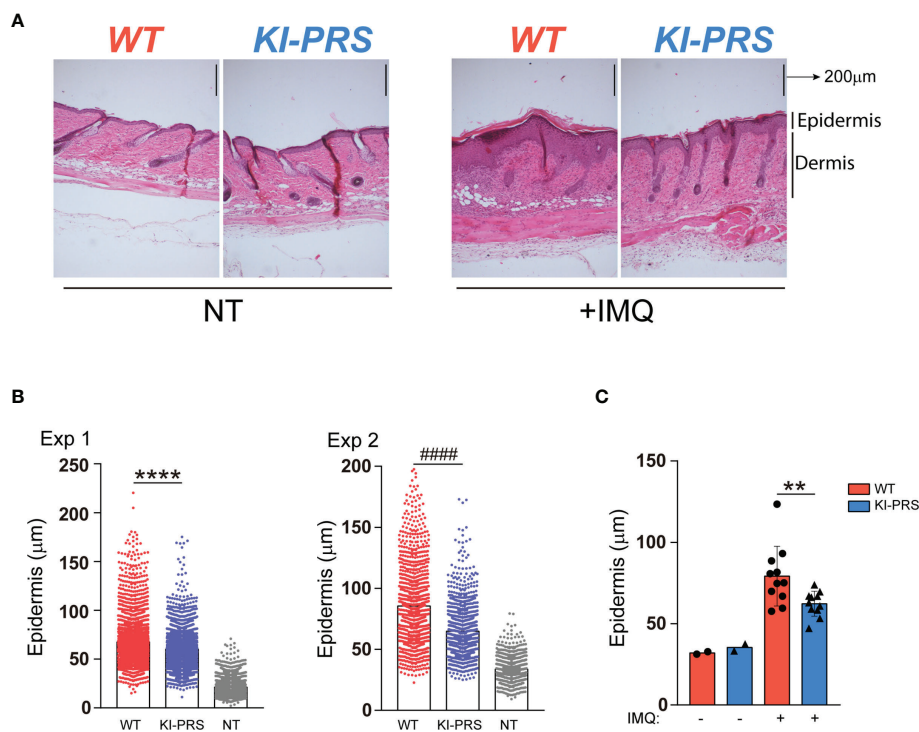 A
WT KI-PRS WT KI-PRS
200μm
Epidermis
Dermis
NT +IMQ
B C
Exp 1 Exp 2
Epidermis (μm)
250
200
150
100
50
0
****
WT KI-PRS NT
Epidermis (μm)
200
150
100
50
0
####
WT KI-PRS NT
Epidermis (μm)
150
100
50
0
**
WT
KI-PRS
IMQ: - - + +